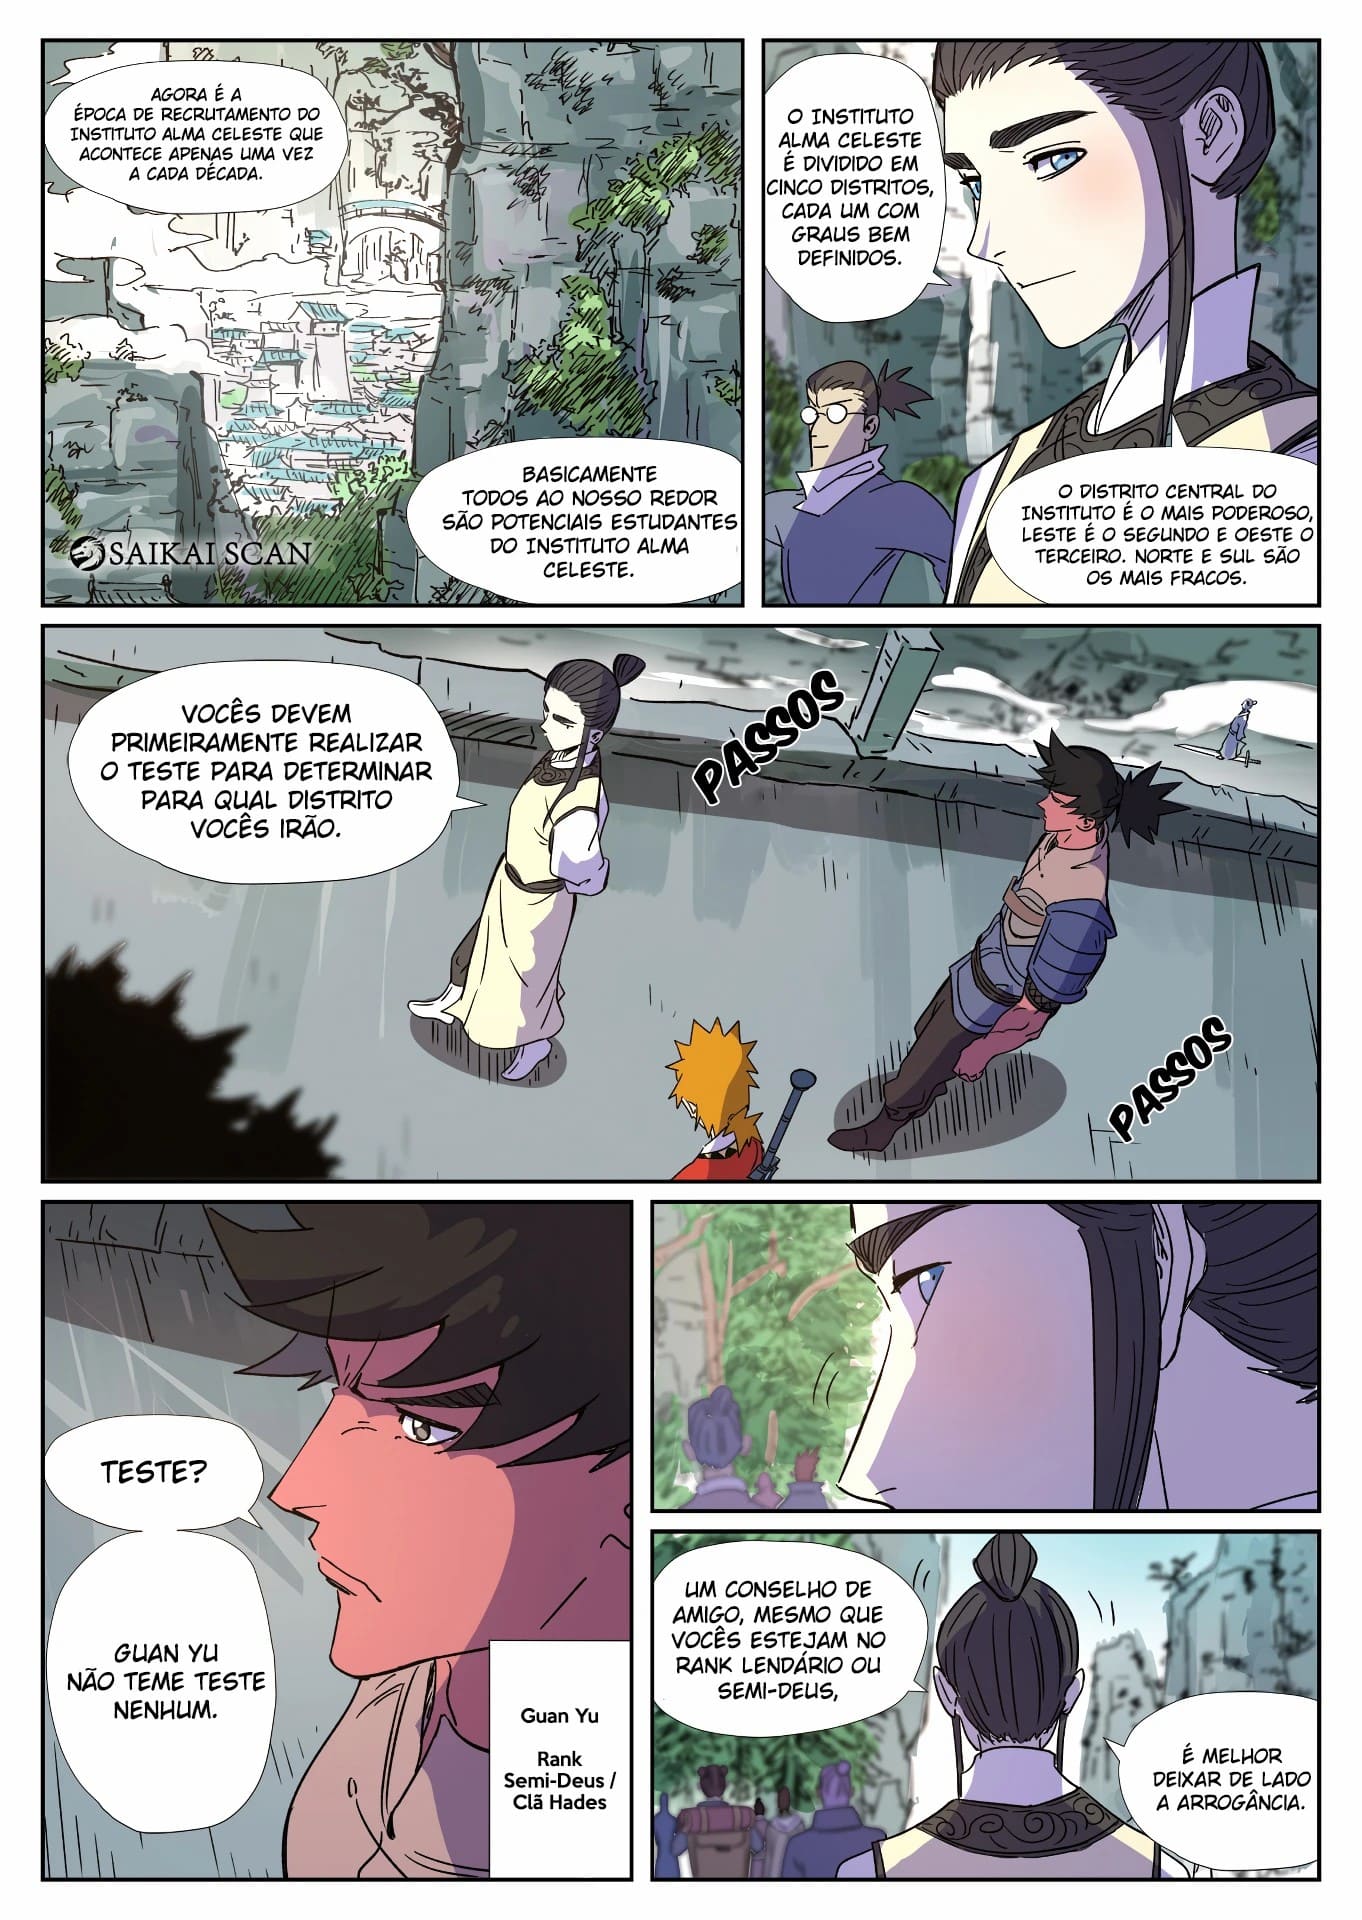 AGORA É A
ÉPOCA DE RECRUTAMENTO DO
INSTITUTO ALMA CELESTE QUE
ACONTECE APENAS UMA VEZ
A CADA DÉCADA.
BASICAMENTE
TODOS AO NOSSO REDOR
SÃO POTENCIAIS ESTUDANTES
DO INSTITUTO ALMA
CELESTE.
SAIKAI SCAN
O INSTITUTO
ALMA CELESTE
É DIVIDIDO EM
CINCO DISTRITOS,
CADA UM COM
GRAUS BEM
DEFINIDOS.
O DISTRITO CENTRAL DO
INSTITUTO É O MAIS PODEROSO,
LESTE É O SEGUNDO E OESTE O
TERCEIRO. NORTE E SUL SÃO
OS MAIS FRACOS.
VOCÊS DEVEM
PRIMEIRAMENTE REALIZAR
O TESTE PARA DETERMINAR
PARA QUAL DISTRITO
VOCÊS IRÃO.
PASSOS
PASSOS
TESTE?
GUAN YU
NÃO TEME TESTE
NENHUM.
Guan Yu
Rank
Semi-Deus /
Clã Hades
UM CONSELHO DE
AMIGO, MESMO QUE
VOCÊS ESTEJAM NO
RANK LENDÁRIO OU
SEMI-DEUS,
É MELHOR
DEIXAR DE LADO
A ARROGÂNCIA.